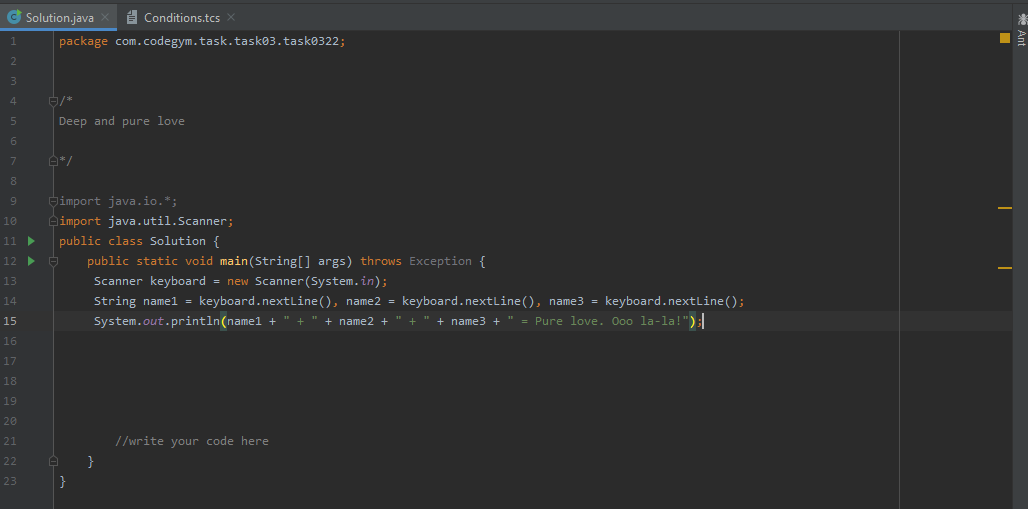 Solution.java Conditions.tcs
Ant
1 package com.codegym.task.task03.task0322;
2
3
4 /*
5 Deep and pure love
6
7 */
8
9 import java.io.*;
10 import java.util.Scanner;
11 public class Solution {
12 public static void main(String[] args) throws Exception {
13 Scanner keyboard = new Scanner(System.in);
14 String name1 = keyboard.nextLine(), name2 = keyboard.nextLine(), name3 = keyboard.nextLine();
15 System.out.println(name1 + " + " + name2 + " + " + name3 + " = Pure love. Ooo la-la!");
16
17
18
19
20
21 //write your code here
22 }
23 }